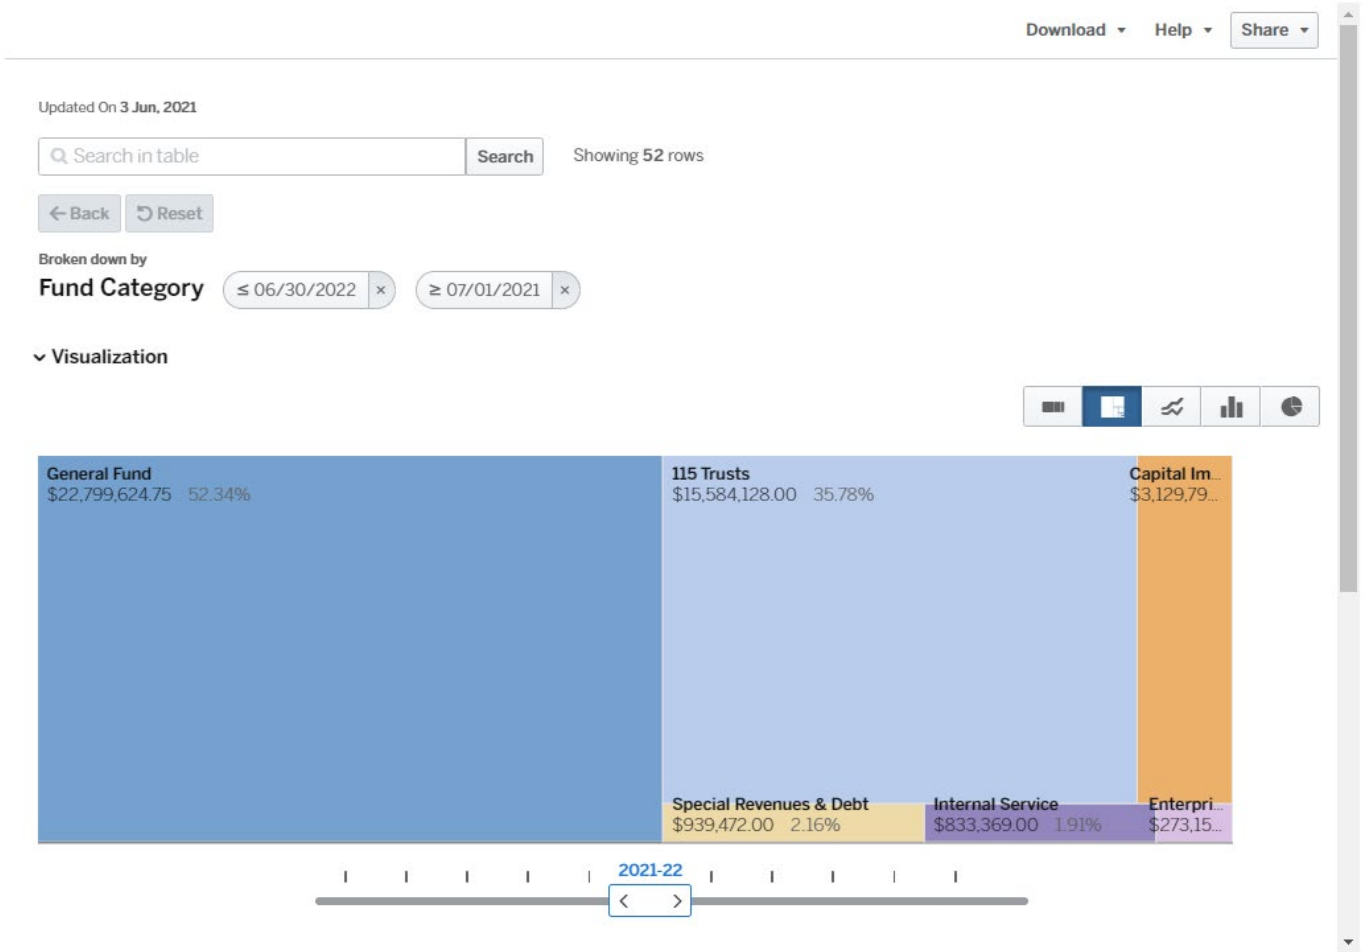 Download Help Share
Updated On 3 Jun, 2021
Search in table Search Showing 52 rows
Back Reset
Broken down by
Fund Category ≤ 06/30/2022 × ≥ 07/01/2021 ×
Visualization
General Fund 115 Trusts Capital Im...
$22,799,624.75 52.34% $15,584,128.00 35.78% $3,129,79...
Special Revenues & Debt Internal Service Enterpri...
$939,472.00 2.16% $833,369.00 1.91% $273,15...
2021-22